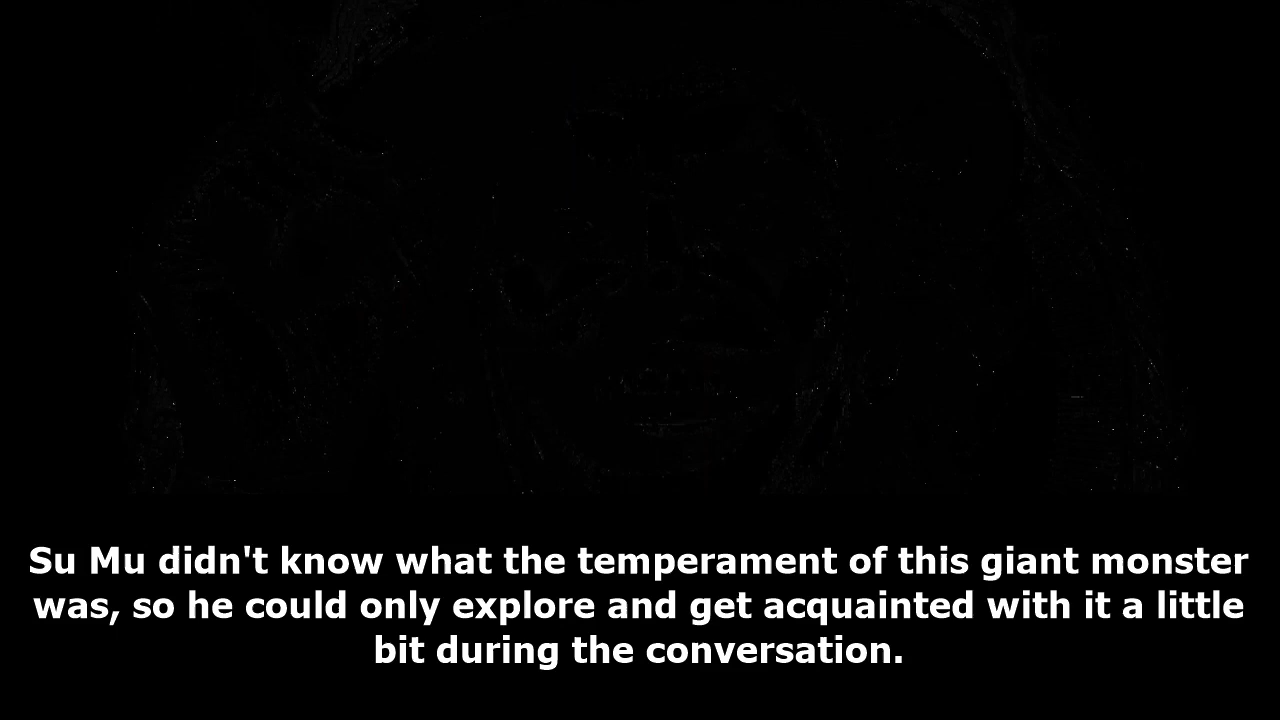 Su Mu didn't know what the temperament of this giant monster
was, so he could only explore and get acquainted with it a little
bit during the conversation.